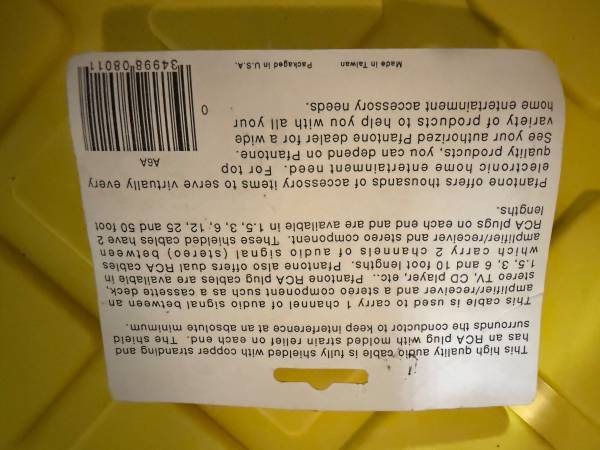 This high quality audio cable is fully shielded with copper stranding and
has an RCA plug with molded strain relief on each end. The shield
surrounds the conductor to keep interference at an absolute minimum.
This cable is used to carry 1 channel of audio signal between an
amplifier/receiver and a stereo component such as a cassette deck,
stereo TV, CD player, etc.. Pfantone RCA plug cables are available in
1.5, 3, 6 and 10 foot lengths. Pfantone also offers dual RCA cables
which carry 2 channels of audio signal (stereo) between
amplifier/receiver and stereo component. These shielded cables have 2
RCA plugs on each end and are available in 1.5, 3, 6, 12, 25 and 50 foot
lengths.
Pfantone offers thousands of accessory items to serve virtually every
electronic home entertainment need. For top
quality products, you can depend on Pfantone.
See your authorized Pfantone dealer for a wide
variety of products to help you with all your
home entertainment accessory needs.
Made in Taiwan Packaged in U.S.A.
A6A
0
34998 08011